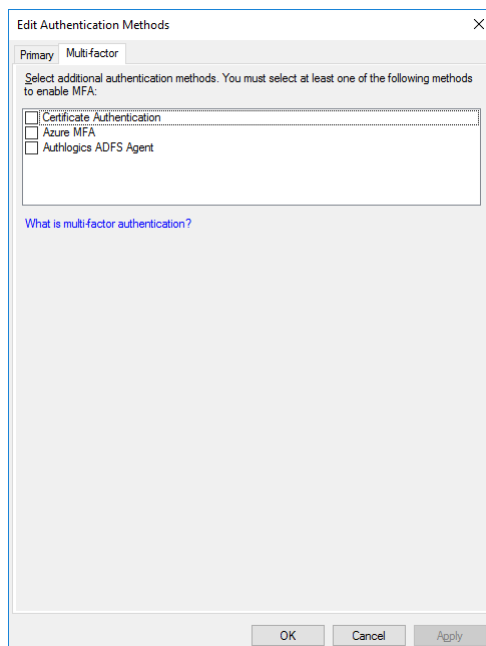 Edit Authentication Methods
Primary
Multi-factor
Select additional authentication methods. You must select at least one of the following methods
to enable MFA:
Certificate Authentication
Azure MFA
Authlogics ADFS Agent
What is multi-factor authentication?
OK
Cancel
Apply